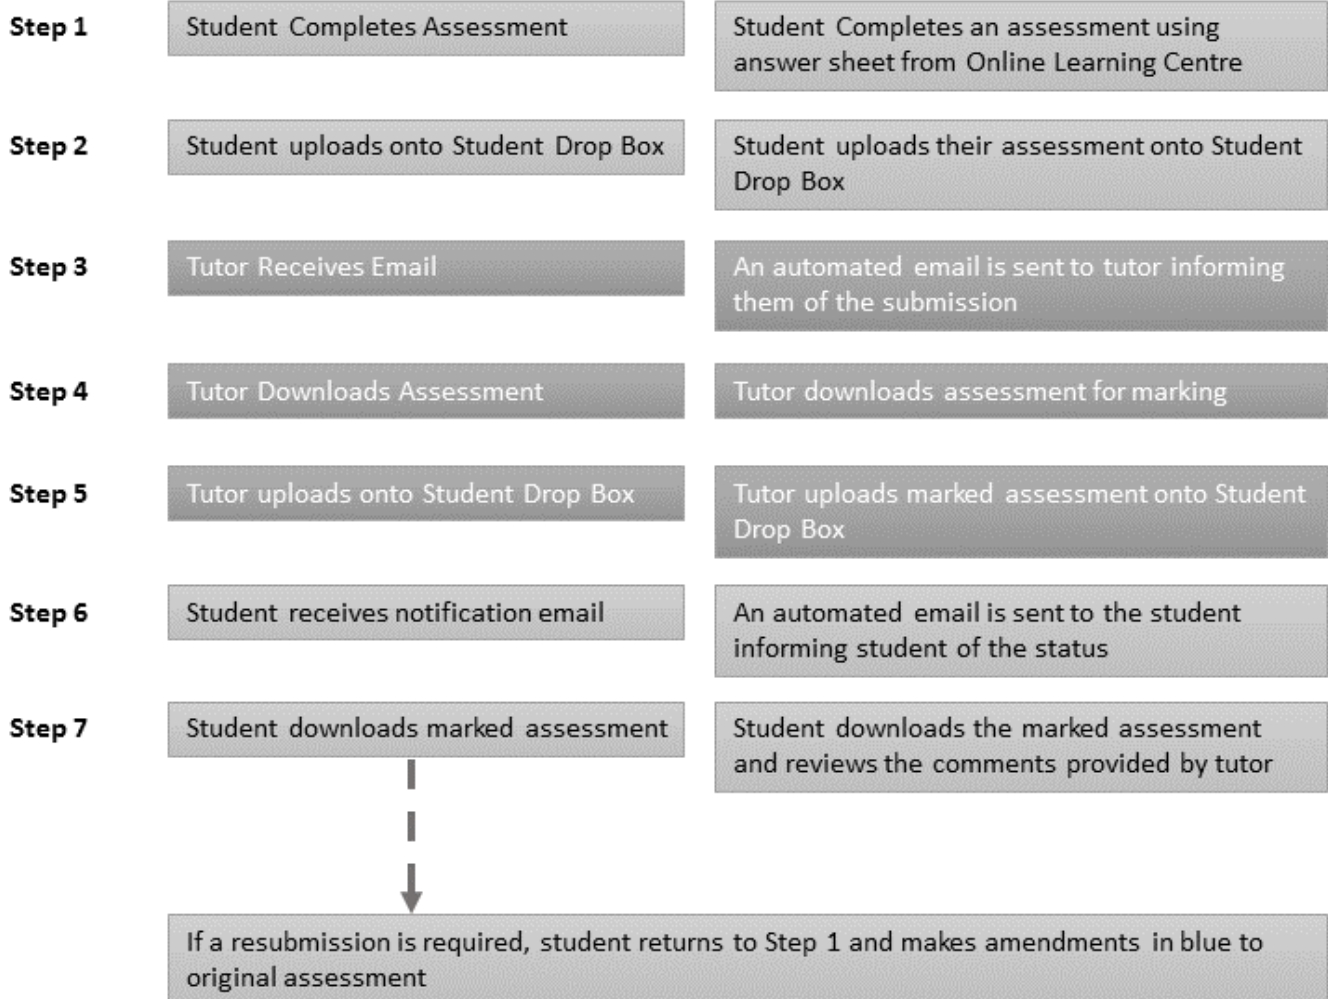 Step 1
Student Completes Assessment
Student Completes an assessment using
answer sheet from Online Learning Centre
Step 2
Student uploads onto Student Drop Box
Student uploads their assessment onto Student
Drop Box
Step 3
Tutor Receives Email
An automated email is sent to tutor informing
them of the submission
Step 4
Tutor Downloads Assessment
Tutor downloads assessment for marking
Step 5
Tutor uploads onto Student Drop Box
Tutor uploads marked assessment onto Student
Drop Box
Step 6
Student receives notification email
An automated email is sent to the student
informing student of the status
Step 7
Student downloads marked assessment
Student downloads the marked assessment
and reviews the comments provided by tutor
If a resubmission is required, student returns to Step 1 and makes amendments in blue to
original assessment